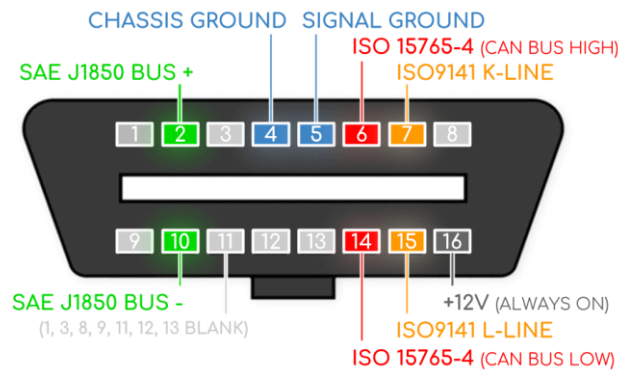 CHASSIS GROUND SIGNAL GROUND
ISO 15765-4 (CAN BUS HIGH)
SAE J1850 BUS + ISO9141 K-LINE
1 2 3 4 5 6 7 8
9 10 11 12 13 14 15 16
SAE J1850 BUS - +12V (ALWAYS ON)
(1, 3, 8, 9, 11, 12, 13 BLANK) ISO9141 L-LINE
ISO 15765-4 (CAN BUS LOW)